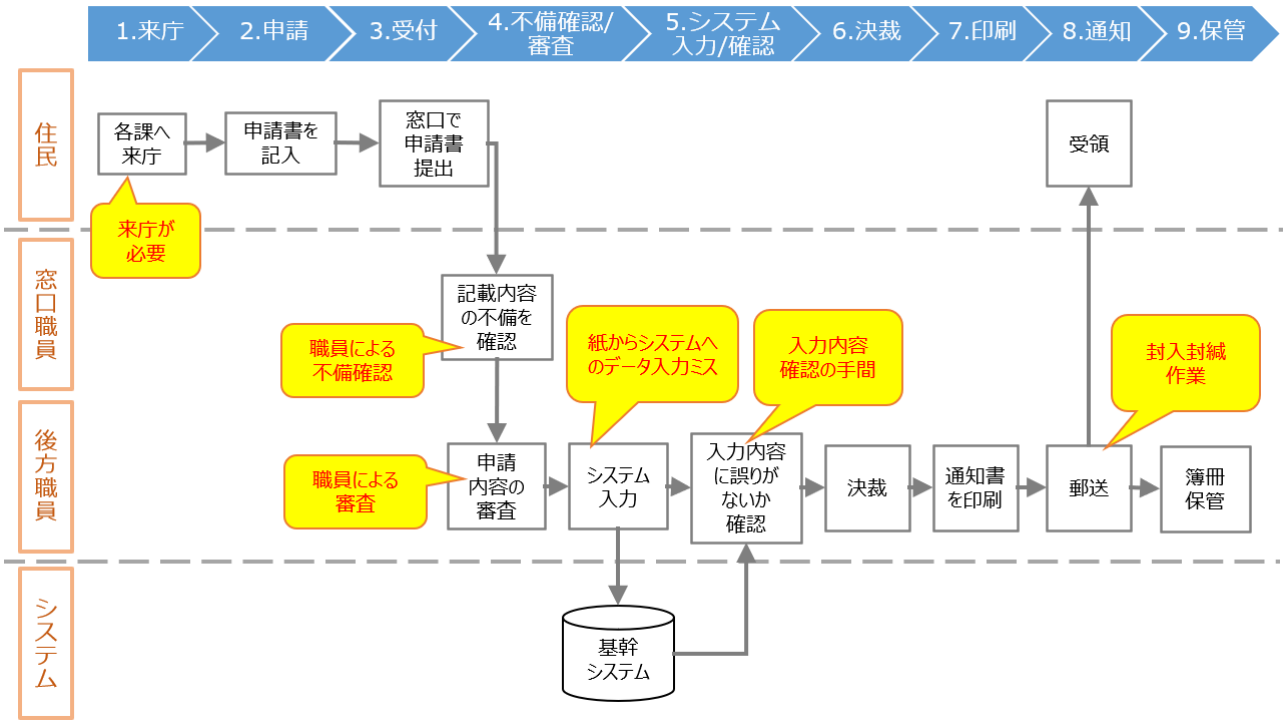 1.来庁
2.申請
3.受付
4.不備確認/
審査
5.システム
入力/確認
6.決裁
7.印刷
8.通知
9.保管
住民
各課へ
来庁
申請書を
記入
窓口で
申請書
提出
受領
来庁が
必要
窓口職員
記載内容
の不備を
確認
職員による
不備確認
紙からシステムへ
のデータ入力ミス
入力内容
確認の手間
封入封緘
作業
後方職員
職員による
審査
申請
内容の
審査
システム
入力
入力内容
に誤りが
ないか
確認
決裁
通知書
を印刷
郵送
簿冊
保管
システム
基幹
システム